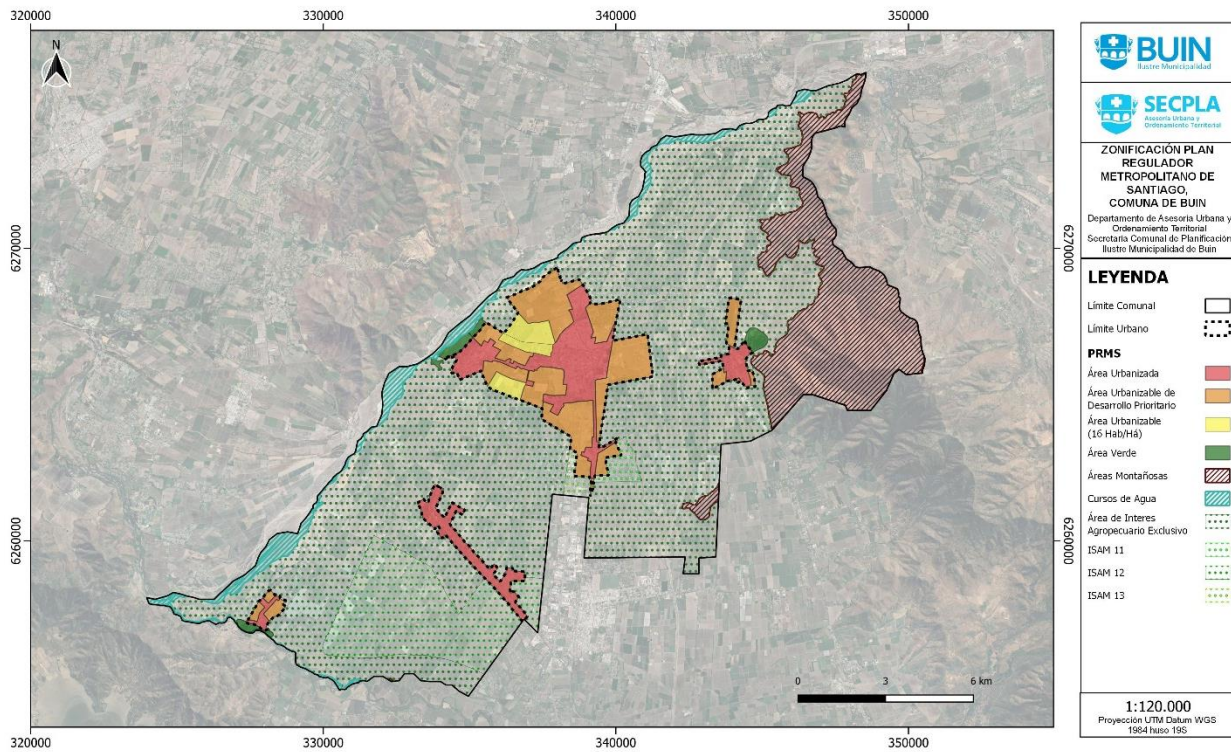 320000
330000
340000
350000
N
6270000
6260000
6270000
6260000
0
3
6 km
320000
330000
340000
350000
BUIN
Ilustre Municipalidad
SECPLA
Asesoría Urbana y
Ordenamiento Territorial
ZONIFICACIÓN PLAN
REGULADOR
METROPOLITANO DE
SANTIAGO,
COMUNA DE BUIN
Departamento de Asesoría Urbana y
Ordenamiento Territorial
Secretaría Comunal de Planificación
Ilustre Municipalidad de Buin
LEYENDA
Límite Comunal
Límite Urbano
PRMS
Área Urbanizada
Área Urbanizable de
Desarrollo Prioritario
Área Urbanizable
(16 Hab/Há)
Área Verde
Áreas Montañosas
Cursos de Agua
Área de Interes
Agropecuario Exclusivo
ISAM 11
ISAM 12
ISAM 13
1:120.000
Proyección UTM Datum WGS
1984 huso 19S